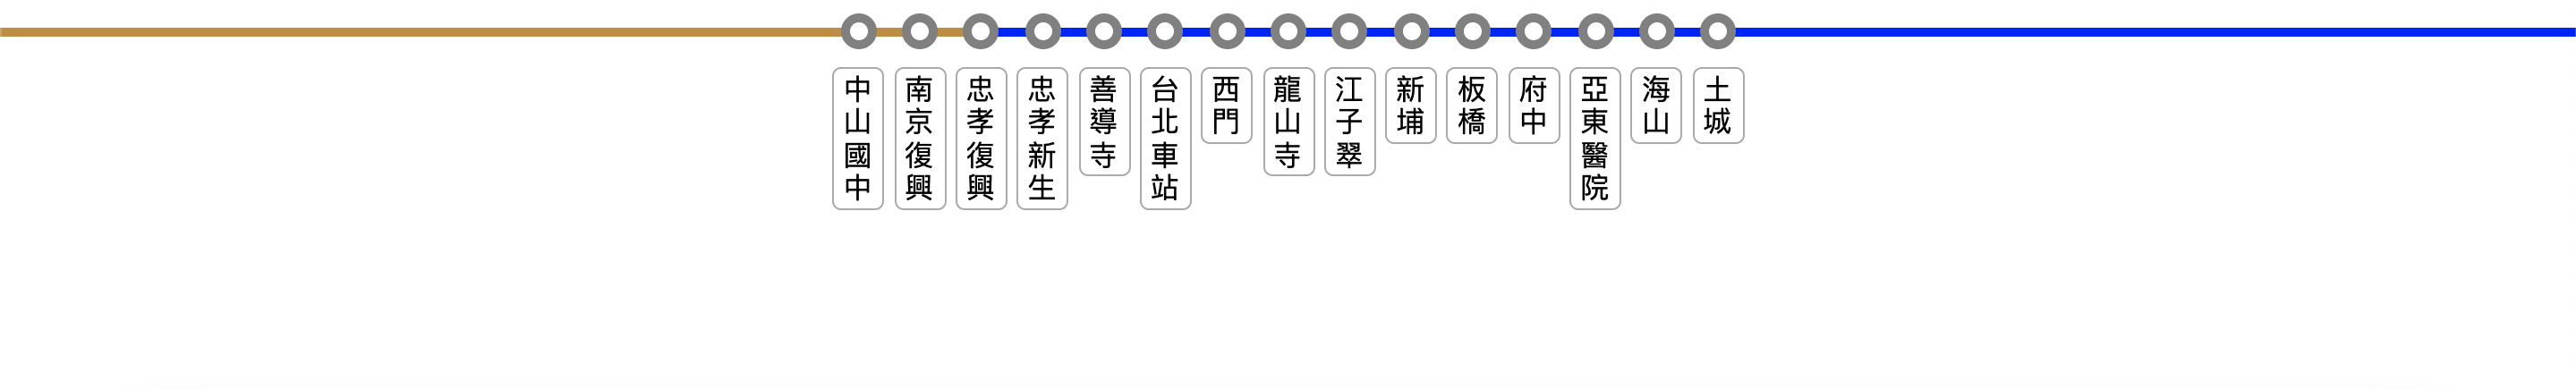 中山國中
南京復興
忠孝復興
忠孝新生
善導寺
台北車站
西門
龍山寺
江子翠
新埔
板橋
府中
亞東醫院
海山
土城